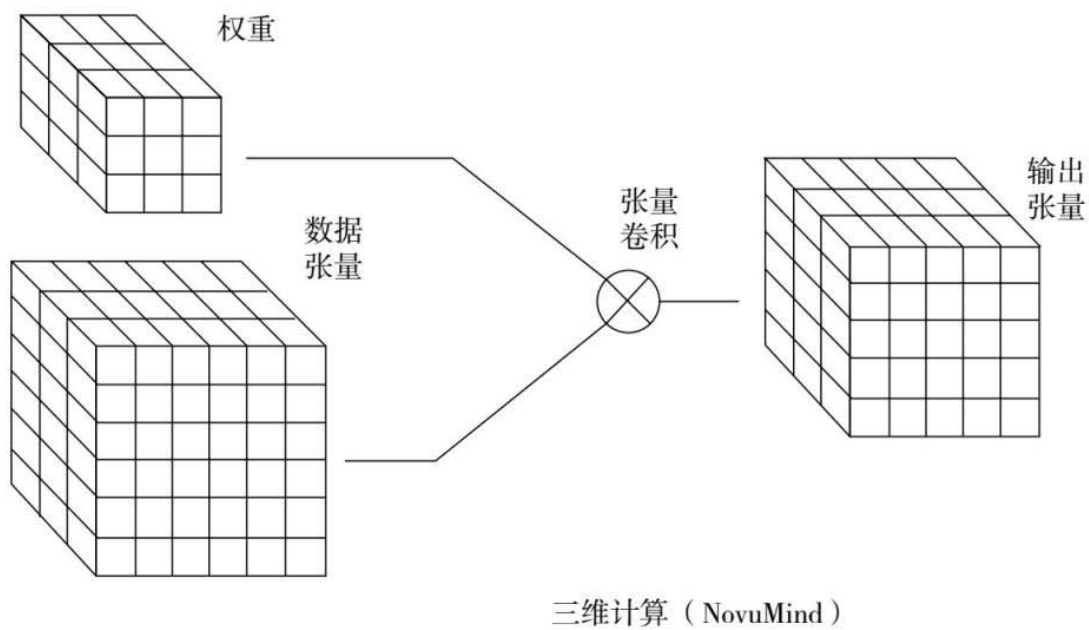 权重
数据
张量
张量
卷积
输出
张量
三维计算（NovuMind）